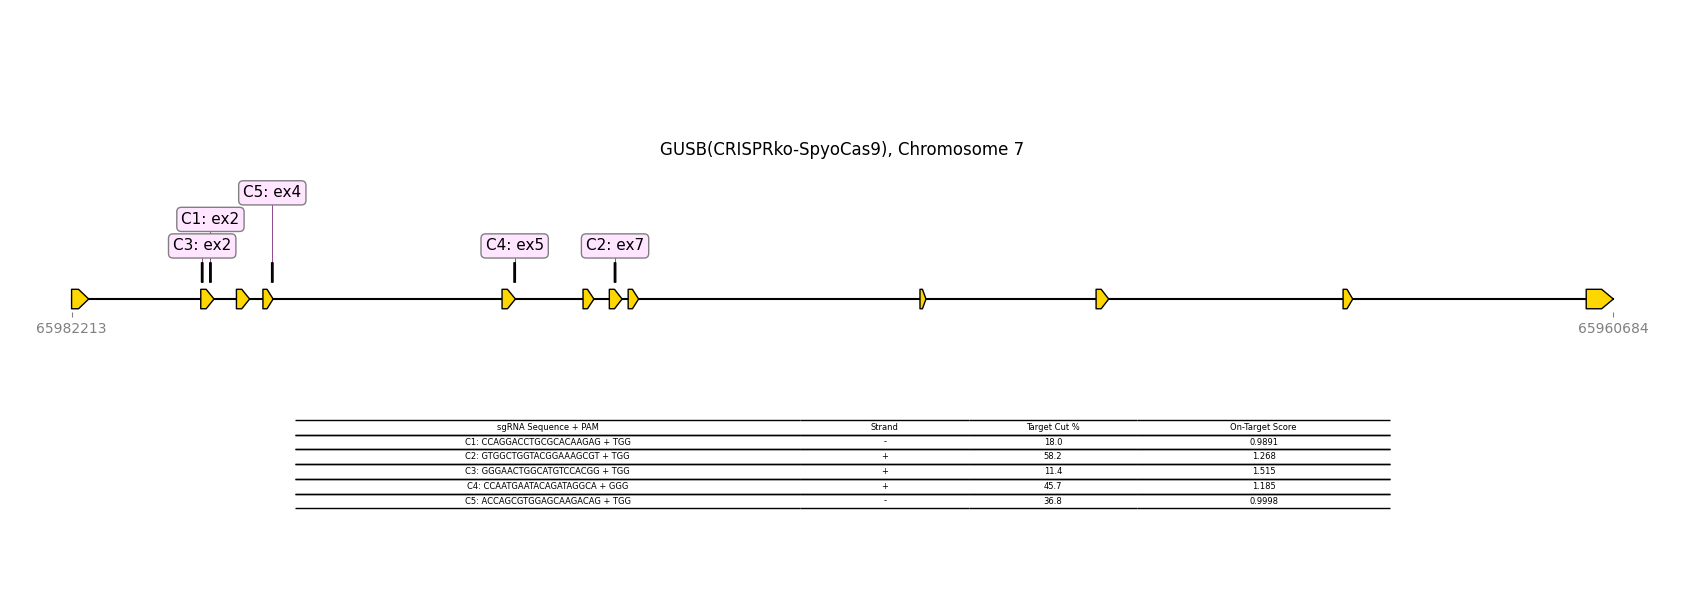 GUSB(CRISPRko-SpyoCas9), Chromosome 7
C5: ex4
C1: ex2
C3: ex2
C4: ex5
C2: ex7
65982213
65960684
sgRNA Sequence + PAM Strand Target Cut % On-Target Score
C1: CCAGGACCTGCGCACAAGAG + TGG - 18.0 0.9891
C2: GTGGCTGGTACGGAAAGCGT + TGG + 58.2 1.268
C3: GGGAACTGGCATGTCCACGG + TGG + 11.4 1.515
C4: CCAATGAATACAGATAGGCA + GGG + 45.7 1.185
C5: ACCAGCGTGGAGCAAGACAG + TGG - 36.8 0.9998